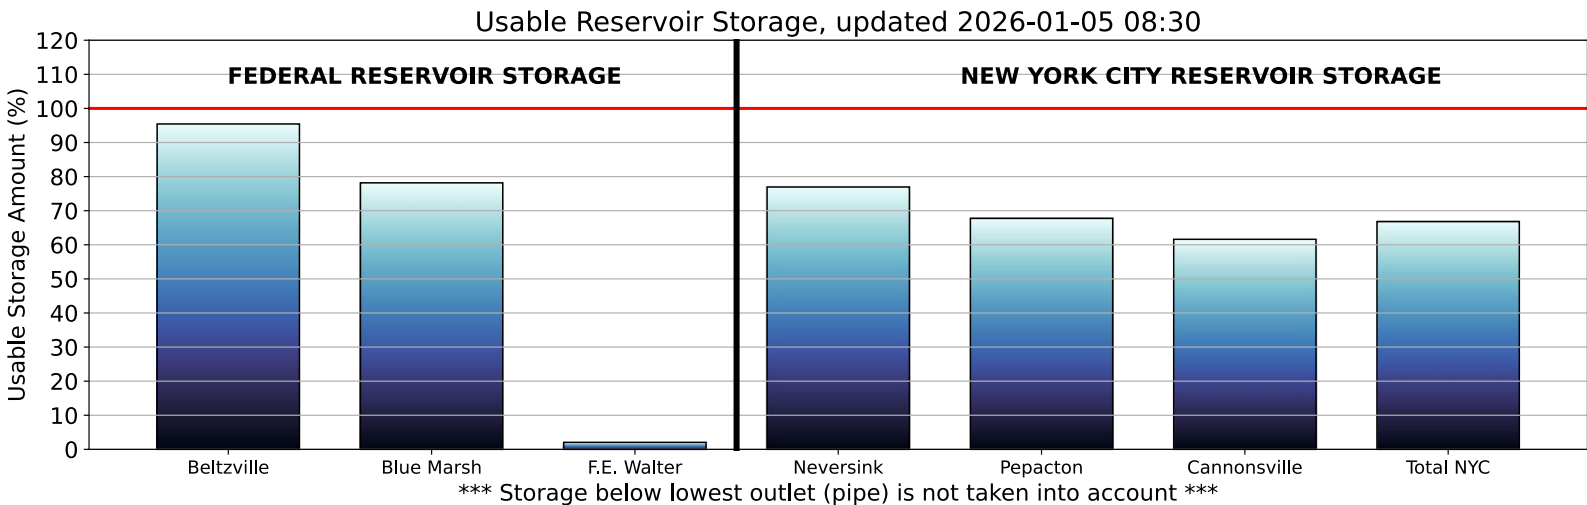 Usable Reservoir Storage, updated 2026-01-05 08:30
FEDERAL RESERVOIR STORAGE
NEW YORK CITY RESERVOIR STORAGE
Usable Storage Amount (%)
120
110
100
90
80
70
60
50
40
30
20
10
0
Beltzville
Blue Marsh
F.E. Walter
Neversink
Pepacton
Cannonsville
Total NYC
*** Storage below lowest outlet (pipe) is not taken into account ***